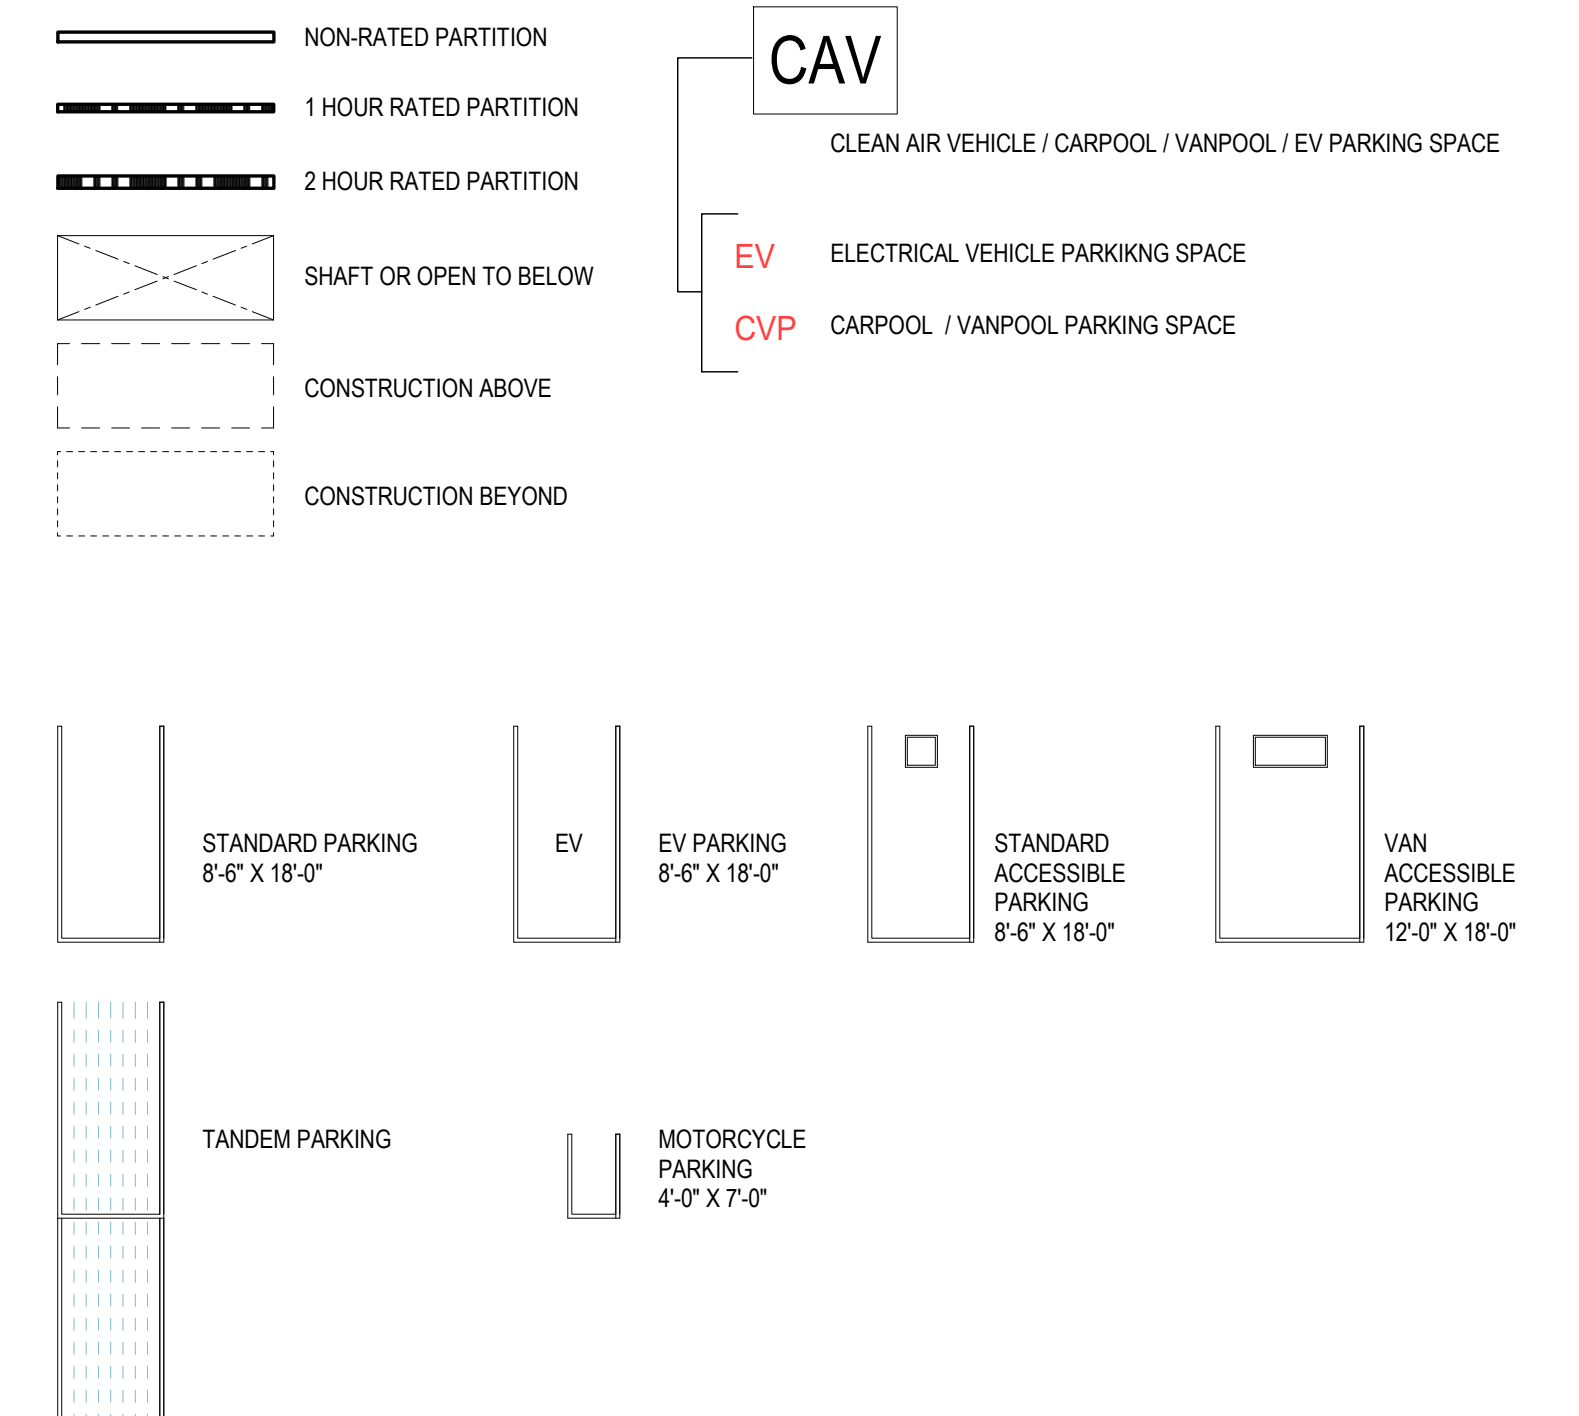 NON-RATED PARTITION
1 HOUR RATED PARTITION
2 HOUR RATED PARTITION
SHAFT OR OPEN TO BELOW
CONSTRUCTION ABOVE
CONSTRUCTION BEYOND
CAV
CLEAN AIR VEHICLE / CARPOOL / VANPOOL / EV PARKING SPACE
EV ELECTRICAL VEHICLE PARKIKNG SPACE
CVP CARPOOL / VANPOOL PARKING SPACE
STANDARD PARKING
8'-6" X 18'-0"
EV
EV PARKING
8'-6" X 18'-0"
STANDARD
ACCESSIBLE
PARKING
8'-6" X 18'-0"
VAN
ACCESSIBLE
PARKING
12'-0" X 18'-0"
TANDEM PARKING
MOTORCYCLE
PARKING
4'-0" X 7'-0"